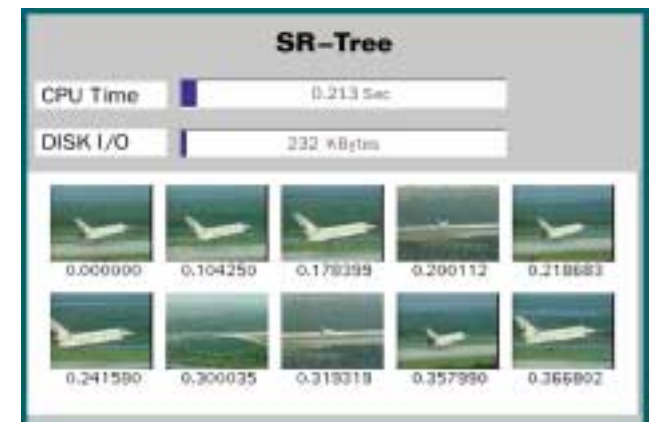 SR-Tree
CPU Time 0.213 Sec
DISK I/O 232 KBytes
0.000000 0.104250 0.178399 0.200112 0.218683
0.241580 0.300035 0.319319 0.357990 0.366802